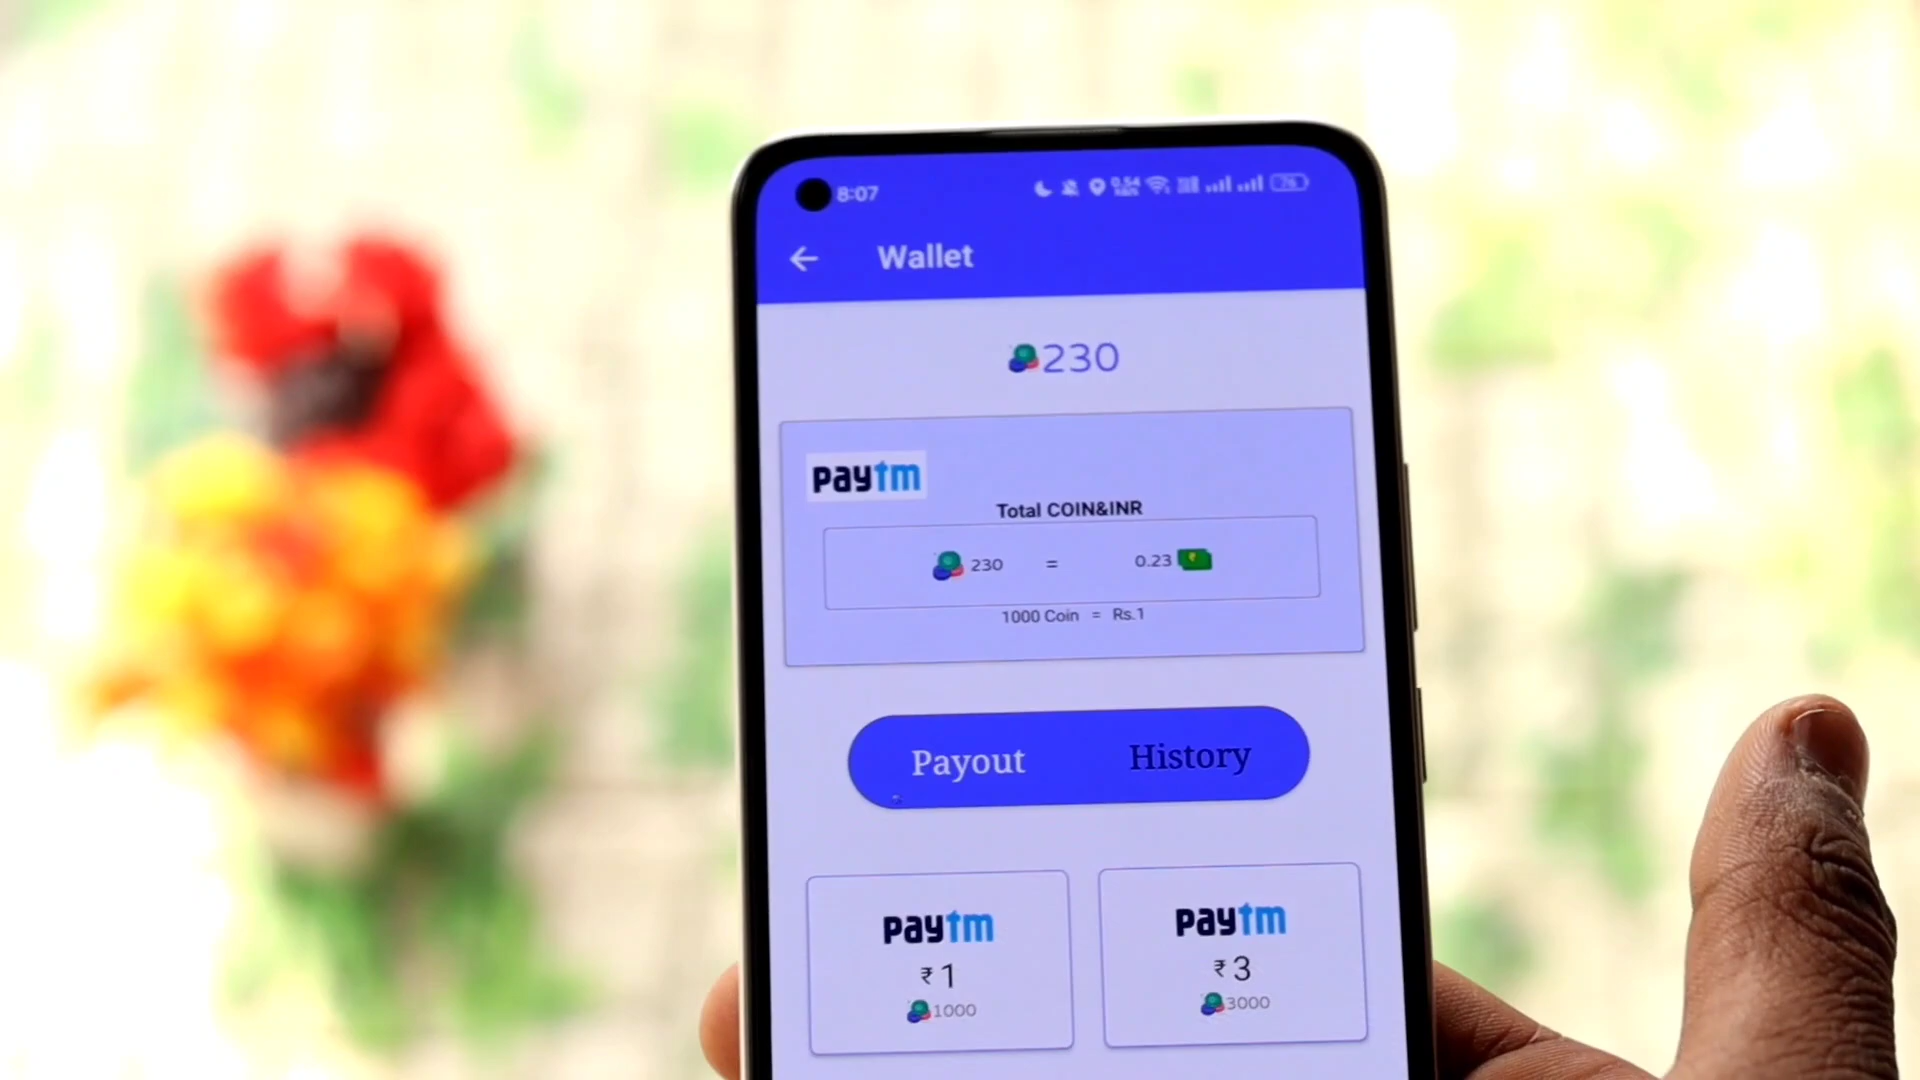 8:07
Wallet
230
paytm
Total COIN&INR
230 = 0.23
1000 Coin = Rs.1
Payout History
paytm paytm
₹1 ₹3
1000 3000